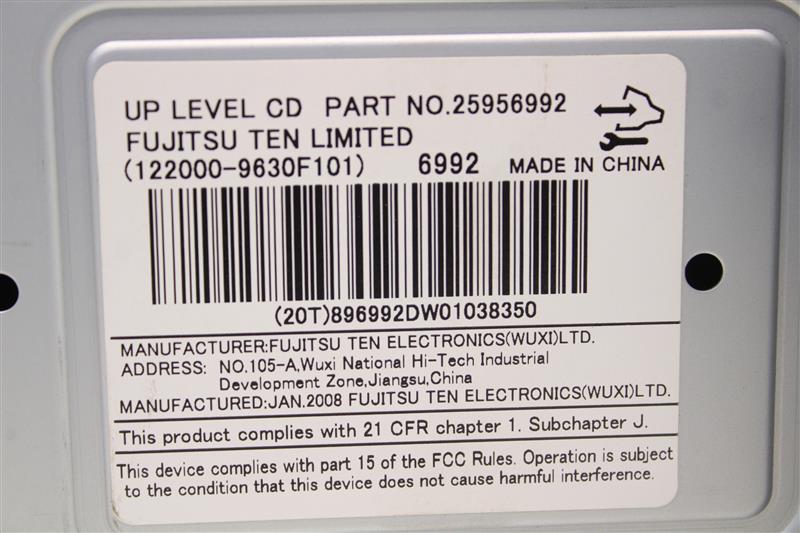 UP LEVEL CD PART NO.25956992
FUJITSU TEN LIMITED
(122000-9630F101) 6992 MADE IN CHINA
(20T)896992DW01038350
MANUFACTURER:FUJITSU TEN ELECTRONICS(WUXI)LTD.
ADDRESS: NO.105-A,Wuxi National Hi-Tech Industrial
Development Zone,Jiangsu,China
MANUFACTURED:JAN.2008 FUJITSU TEN ELECTRONICS(WUXI)LTD.
This product complies with 21 CFR chapter 1. Subchapter J.
This device complies with part 15 of the FCC Rules. Operation is subject
to the condition that this device does not cause harmful interference.